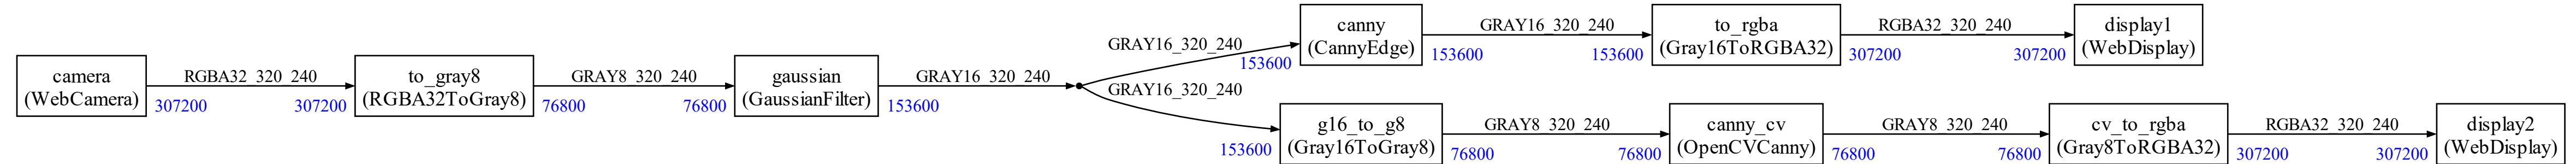 camera
(WebCamera)
RGBA32_320_240
307200
307200
to_gray8
(RGBA32ToGray8)
GRAY8_320_240
76800
76800
gaussian
(GaussianFilter)
GRAY16_320_240
153600
GRAY16_320_240
153600
canny
(CannyEdge)
GRAY16_320_240
153600
153600
to_rgba
(Gray16ToRGBA32)
RGBA32_320_240
307200
307200
display1
(WebDisplay)
GRAY16_320_240
153600
g16_to_g8
(Gray16ToGray8)
GRAY8_320_240
76800
76800
canny_cv
(OpenCVCanny)
GRAY8_320_240
76800
76800
cv_to_rgba
(Gray8ToRGBA32)
RGBA32_320_240
307200
307200
display2
(WebDisplay)